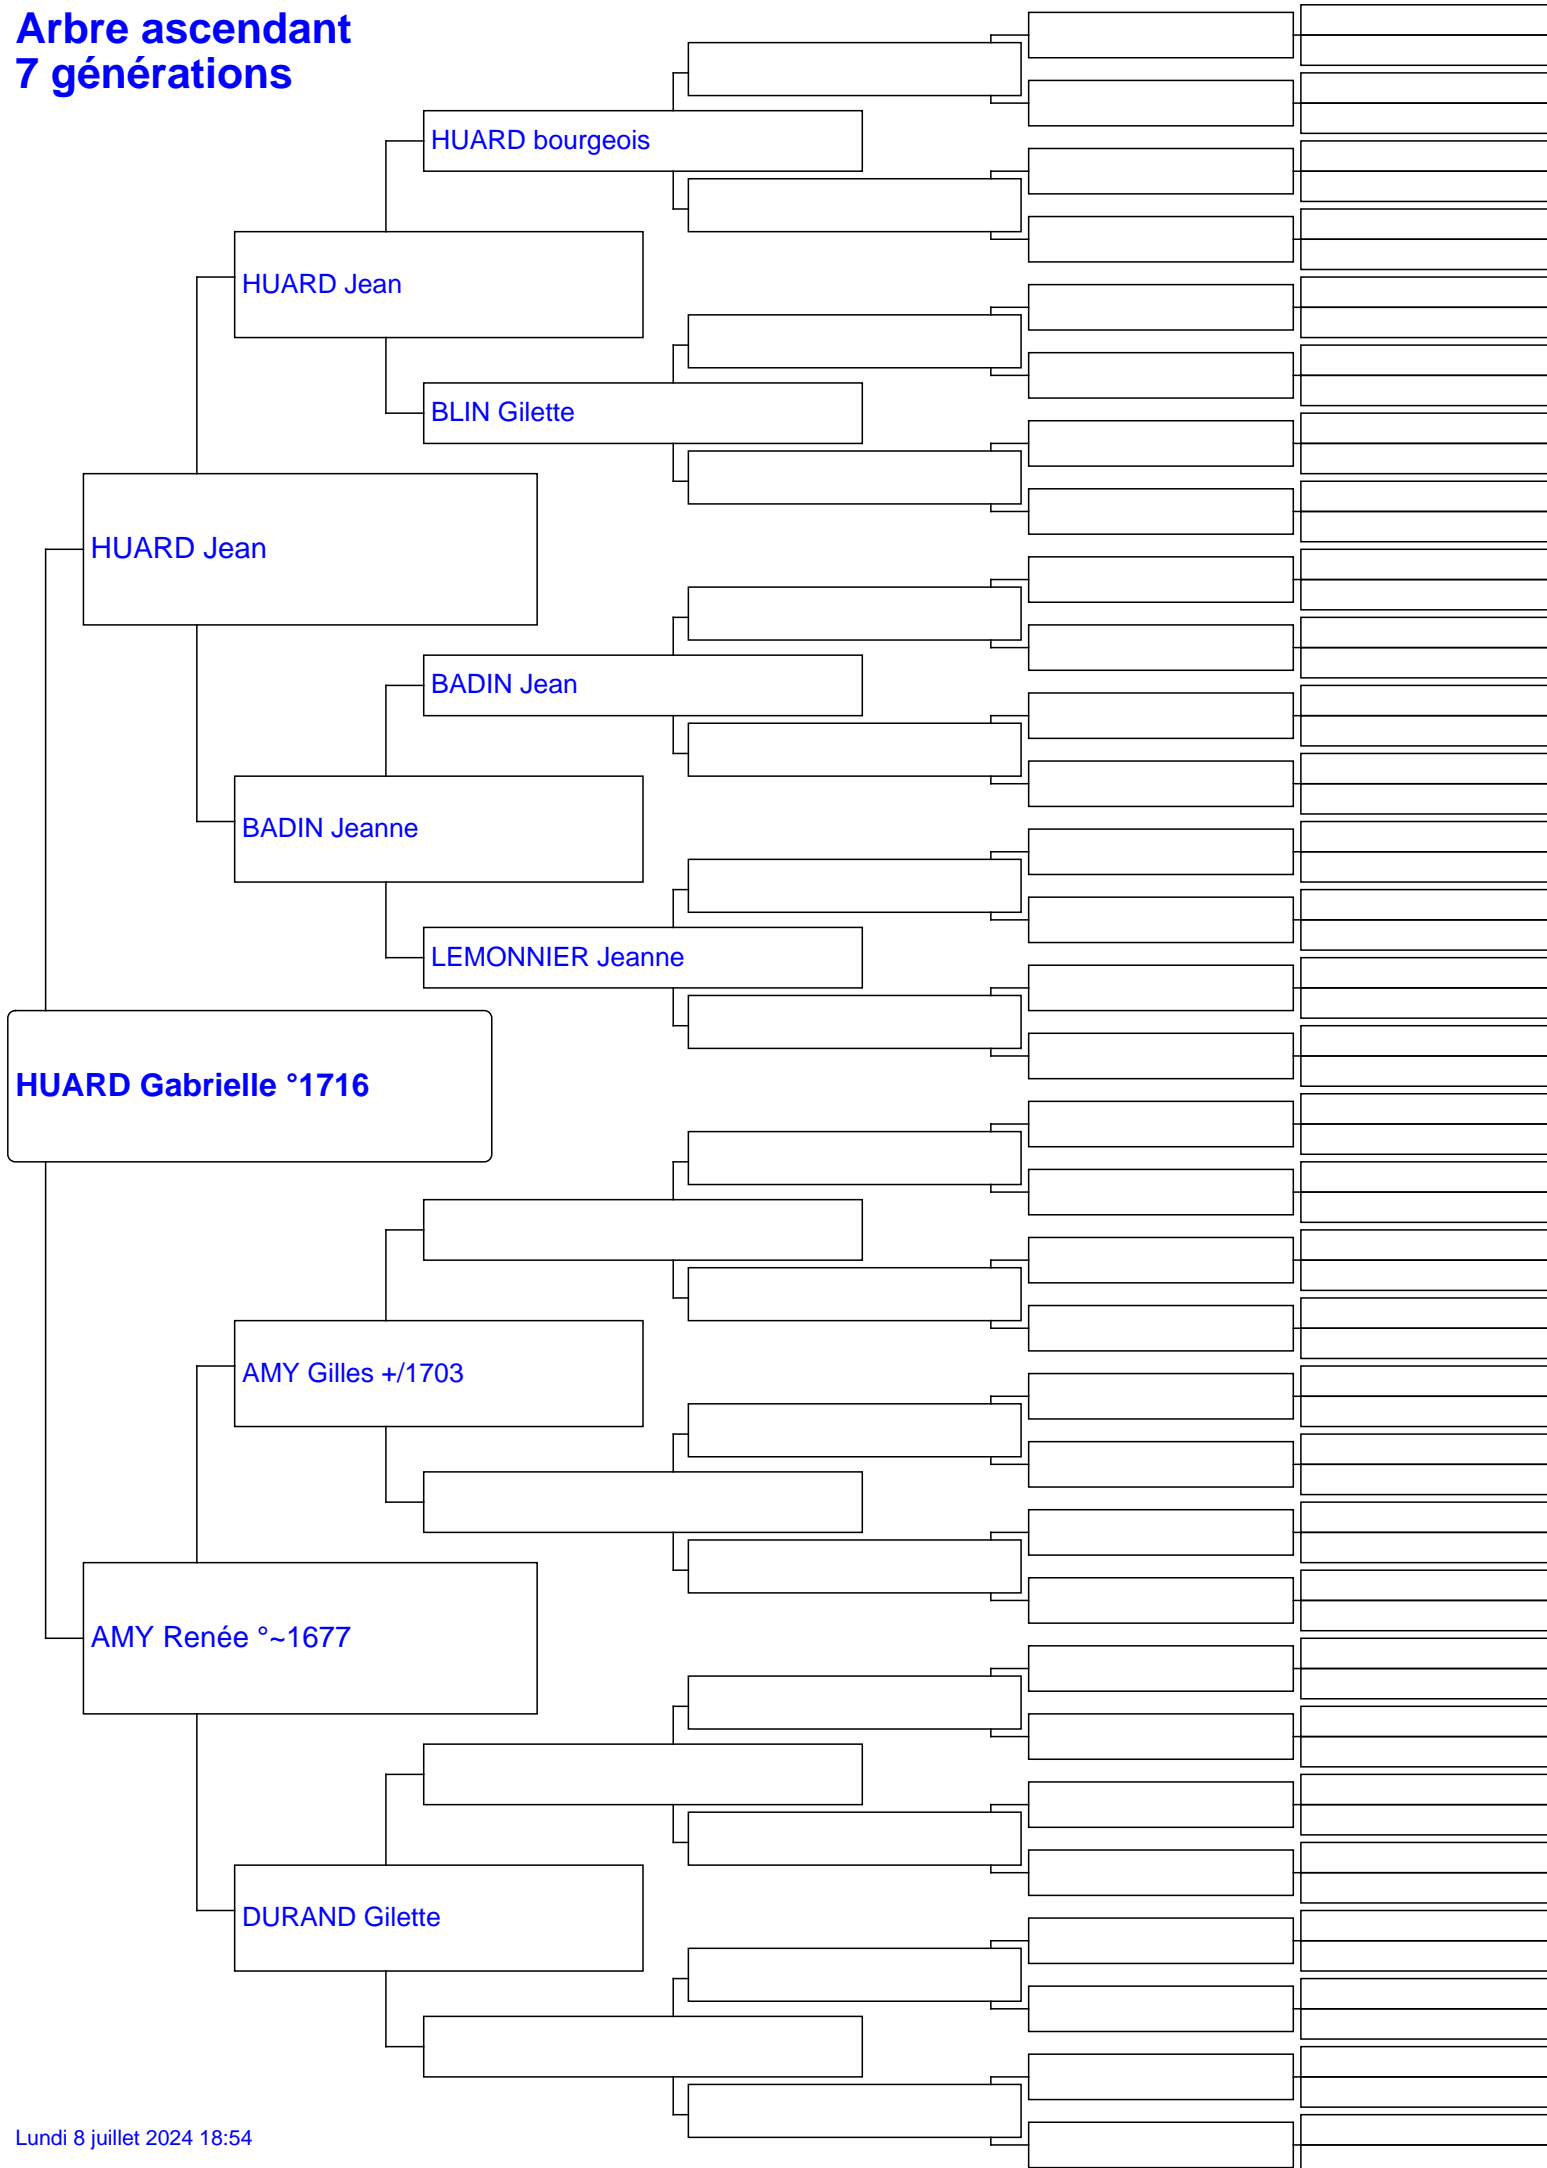 Arbre ascendant
7 générations
HUARD bourgeois
HUARD Jean
BLIN Gilette
HUARD Jean
BADIN Jean
BADIN Jeanne
LEMONNIER Jeanne
HUARD Gabrielle °1716
AMY Gilles +/1703
AMY Renée °~1677
DURAND Gilette
Lundi 8 juillet 2024 18:54